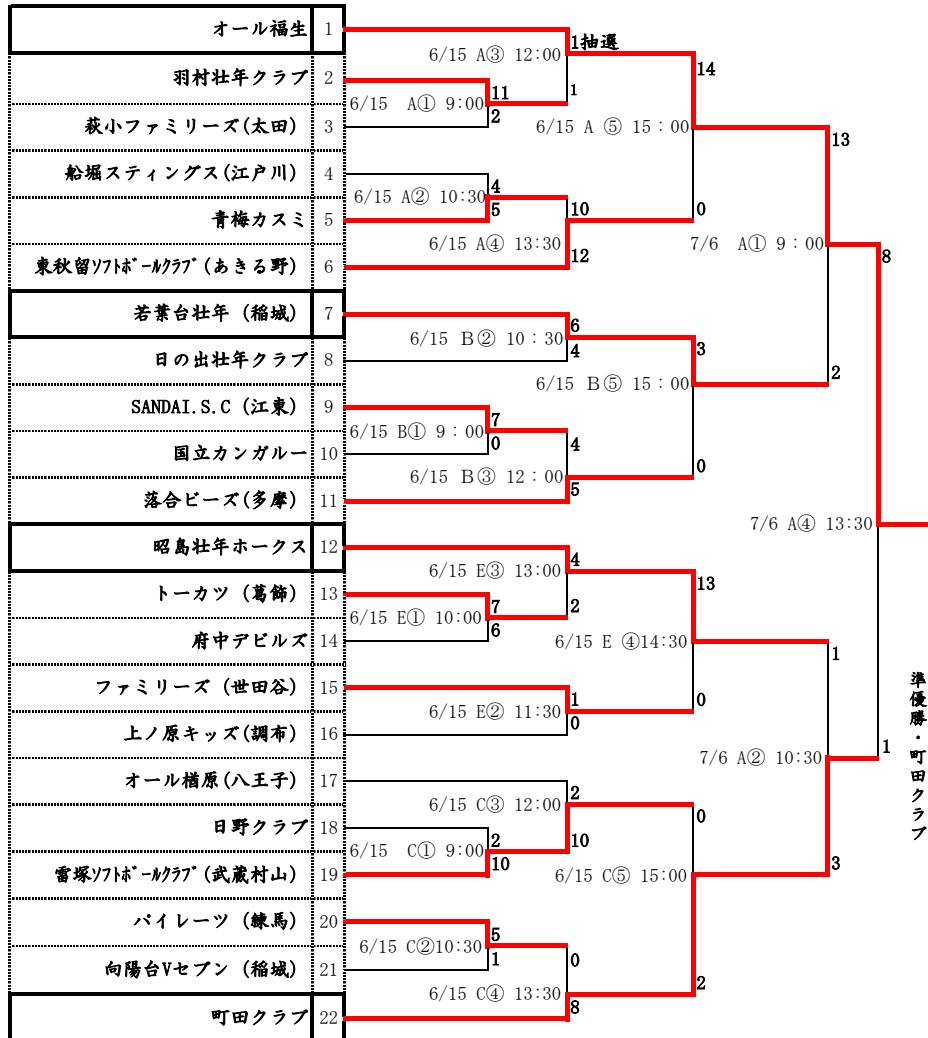 オール福生 1
1抽選
6/15 A③ 12:00
14
羽村壮年クラブ 2
11
1
6/15 A① 9:00
2
萩小ファミリーズ(太田) 3
6/15 A ⑤ 15：00
13
船堀スティングス(江戸川) 4
4
6/15 A② 10:30
5
10
0
青梅カスミ 5
6/15 A④ 13:30
7/6 A① 9：00
12
8
東秋留ソフトボールクラブ(あきる野) 6
若葉台壮年 (稲城) 7
6
6/15 B② 10：30
4
3
日の出壮年クラブ 8
6/15 B⑤ 15：00
2
SANDAI.S.C (江東) 9
7
6/15 B① 9：00
0
4
国立カンガルー 10
6/15 B③ 12：00
0
5
落合ビーズ(多摩) 11
7/6 A④ 13:30
昭島壮年ホークス 12
4
6/15 E③ 13:00
13
トーカツ (葛飾) 13
7
2
6/15 E① 10:00
6
府中デビルズ 14
6/15 E ④14:30
1
ファミリーズ (世田谷) 15
1
6/15 E② 11:30
0
0
上ノ原キッズ(調布) 16
準優勝・町田クラブ
1
7/6 A② 10:30
オール楢原(八王子) 17
2
6/15 C③ 12:00
0
日野クラブ 18
2
10
6/15 C① 9:00
10
3
雷塚ソフトボールクラブ(武蔵村山) 19
6/15 C⑤ 15:00
パイレーツ (練馬) 20
5
6/15 C②10:30
1
0
向陽台Vセブン (稲城) 21
2
6/15 C④ 13:30
8
町田クラブ 22